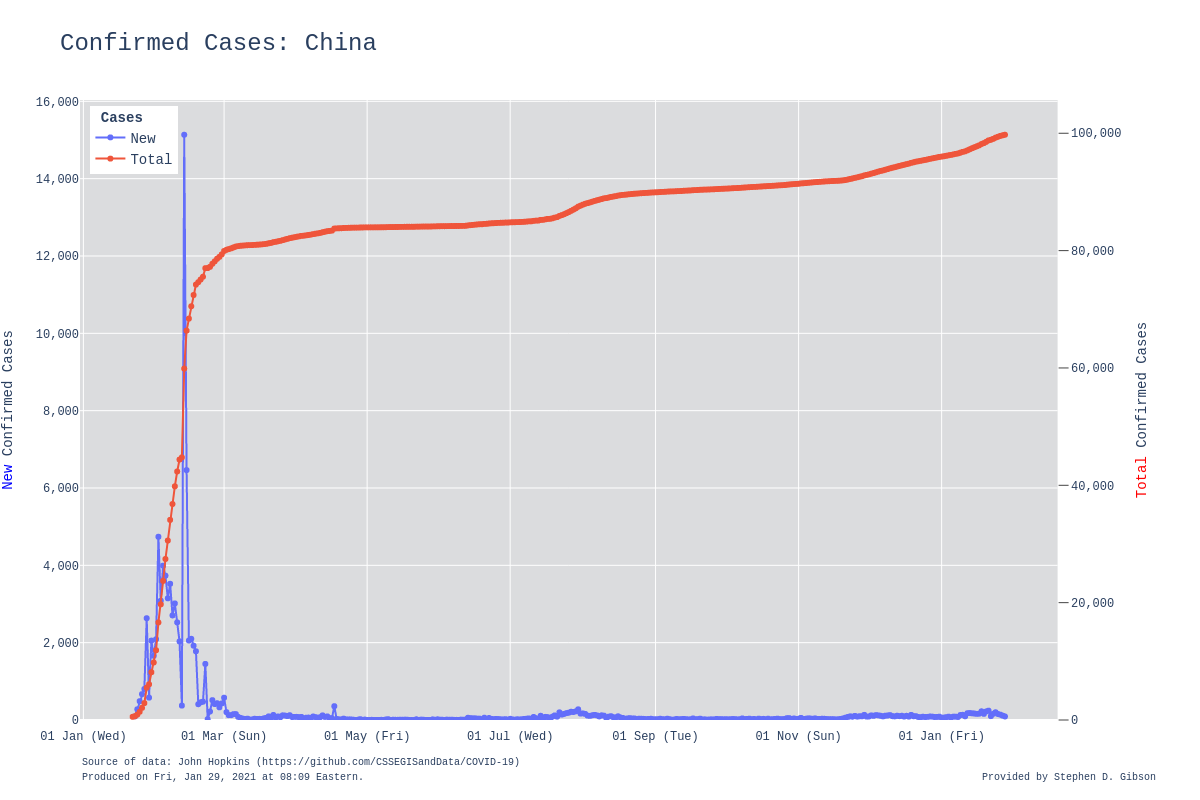 Confirmed Cases: China
Cases
New
Total
16,000
14,000
12,000
10,000
8,000
6,000
4,000
2,000
0
100,000
80,000
60,000
40,000
20,000
0
New Confirmed Cases
Total Confirmed Cases
01 Jan (Wed)
01 Mar (Sun)
01 May (Fri)
01 Jul (Wed)
01 Sep (Tue)
01 Nov (Sun)
01 Jan (Fri)
Source of data: John Hopkins (https://github.com/CSSEGISandData/COVID-19)
Produced on Fri, Jan 29, 2021 at 08:09 Eastern.
Provided by Stephen D. Gibson